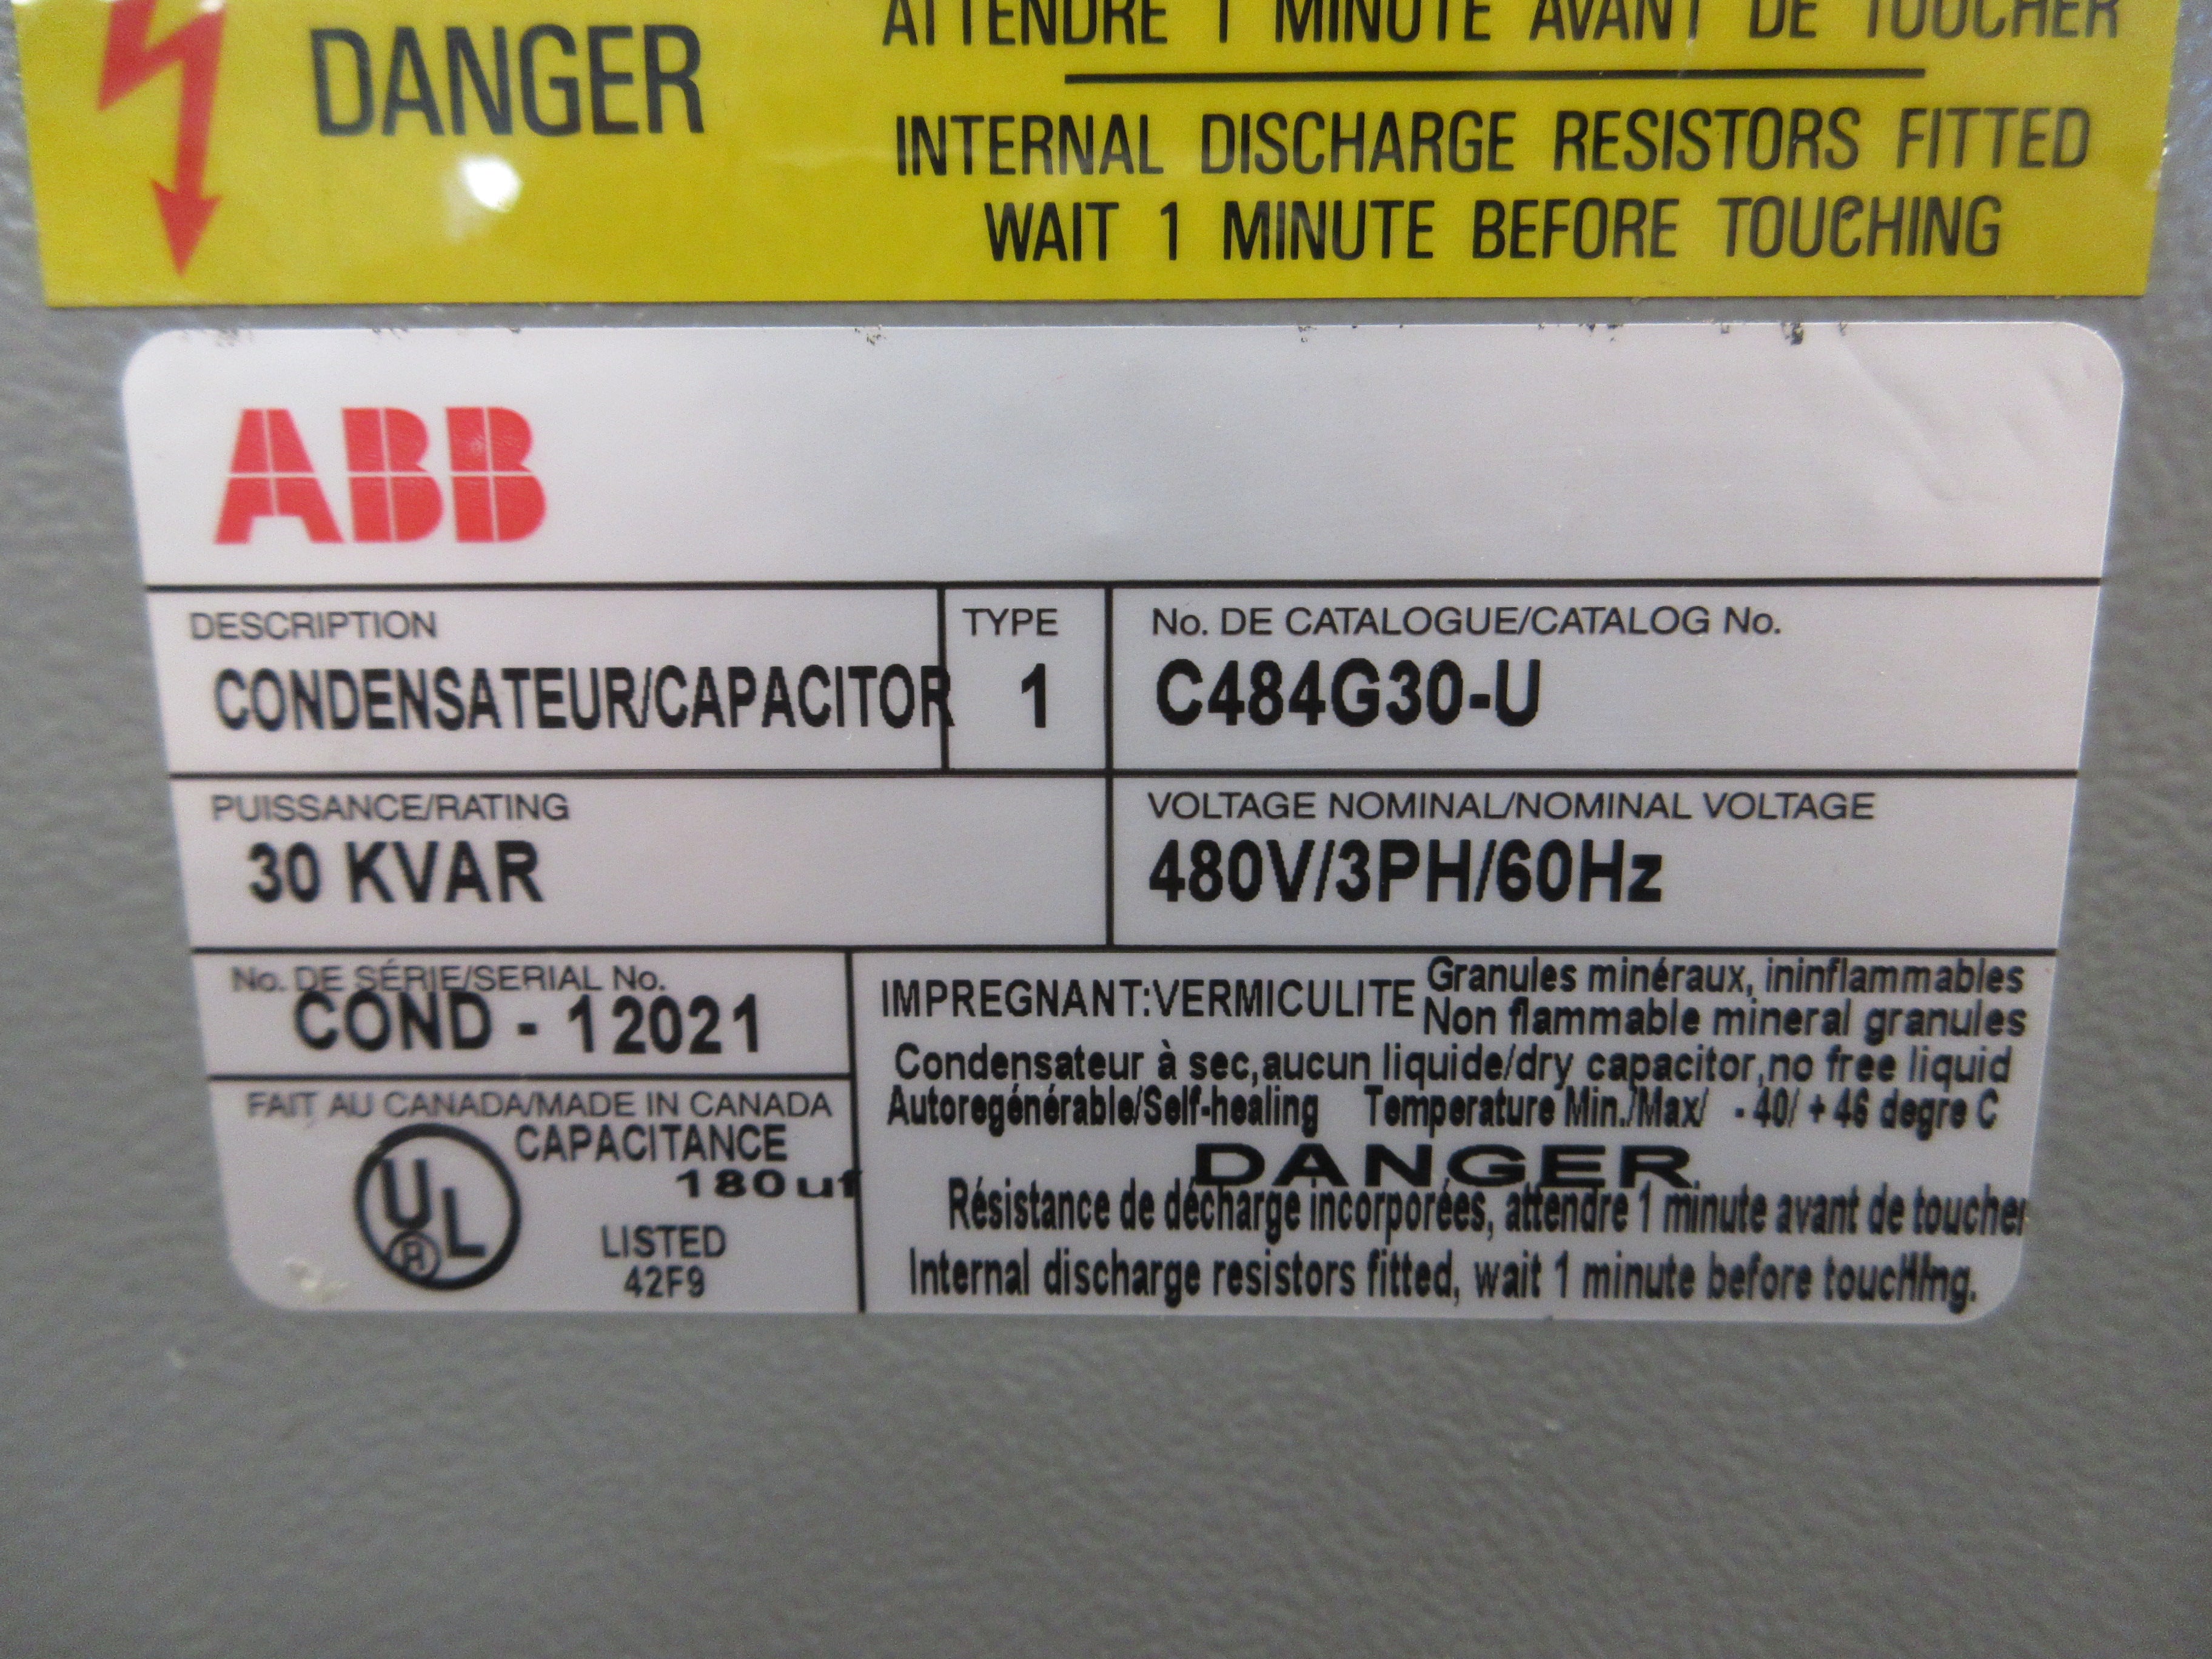 DANGER
ATTENDRE 1 MINUTE AVANT DE TOUCHER
INTERNAL DISCHARGE RESISTORS FITTED
WAIT 1 MINUTE BEFORE TOUCHING
ABB
DESCRIPTION
CONDENSATEUR/CAPACITOR
TYPE
1
No. DE CATALOGUE/CATALOG No.
C484G30-U
PUISSANCE/RATING
30 KVAR
VOLTAGE NOMINAL/NOMINAL VOLTAGE
480V/3PH/60Hz
No. DE SÉRIE/SERIAL No.
COND - 12021
FAIT AU CANADA/MADE IN CANADA
CAPACITANCE
180uf
UL
®
LISTED
42F9
IMPREGNANT:VERMICULITE
Granules minéraux, ininflammables
Non flammable mineral granules
Condensateur à sec,aucun liquide/dry capacitor,no free liquid
Autoregénérable/Self-healing Temperature Min./Max/ - 40/ + 46 degre C
DANGER
Résistance de décharge incorporées, attendre 1 minute avant de toucher
Internal discharge resistors fitted, wait 1 minute before toucHIng.